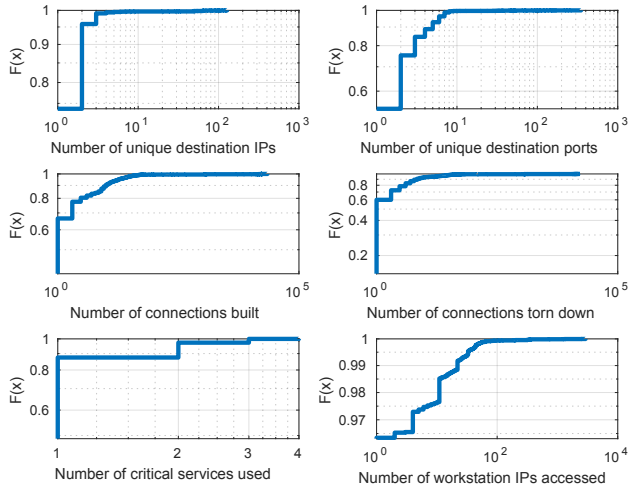 1
0.8
F(x)
10^0 10^1 10^2 10^3
Number of unique destination IPs
1
0.8
0.6
F(x)
10^0 10^1 10^2 10^3
Number of unique destination ports
1
0.8
0.6
F(x)
10^0 10^5
Number of connections built
0.8
0.6
0.4
0.2
F(x)
10^0 10^5
Number of connections torn down
1
0.8
0.6
F(x)
1 2 3 4
Number of critical services used
1
0.99
0.98
0.97
F(x)
10^0 10^2 10^4
Number of workstation IPs accessed